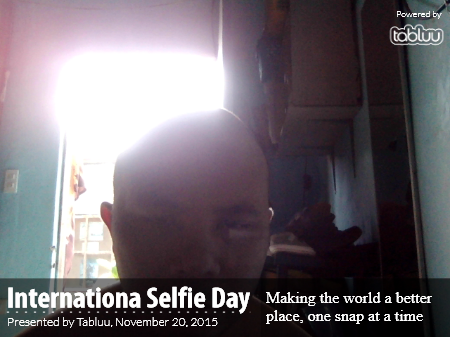 Powered by
tabluu
Internationa Selfie Day
Making the world a better
place, one snap at a time
Presented by Tabluu, November 20, 2015